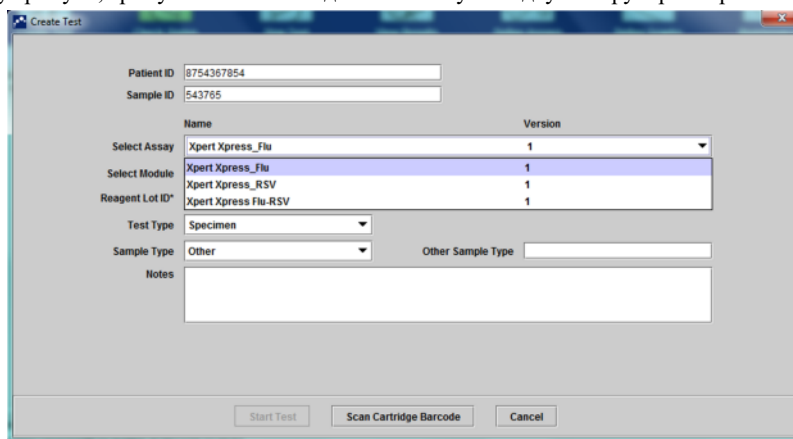 Create Test
Patient ID 8754367854
Sample ID 543765
Name Version
Select Assay Xpert Xpress_Flu 1
Select Module Xpert Xpress_Flu 1
Xpert Xpress_RSV 1
Reagent Lot ID* Xpert Xpress Flu-RSV 1
Test Type Specimen
Sample Type Other Other Sample Type
Notes
Start Test Scan Cartridge Barcode Cancel